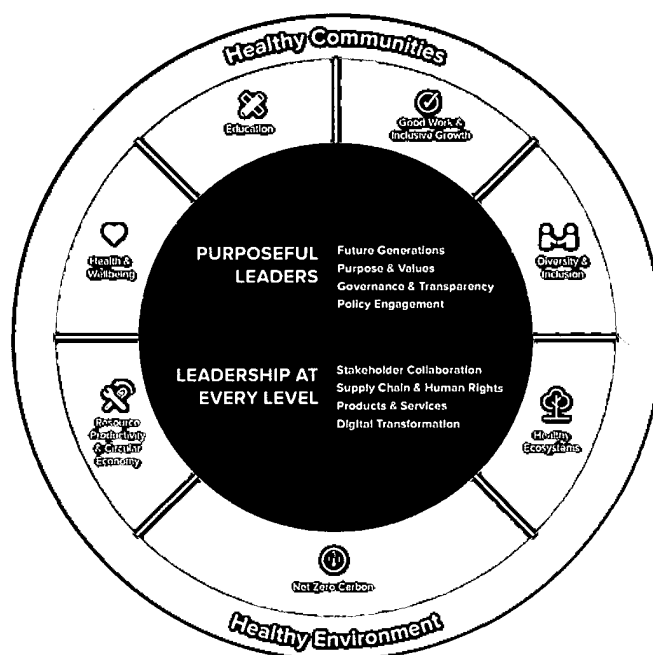 Healthy Communities
Education
Good Work &
Inclusive Growth
Health &
Wellbeing
Diversity &
Inclusion
PURPOSEFUL
LEADERS
Future Generations
Purpose & Values
Governance & Transparency
Policy Engagement
LEADERSHIP AT
EVERY LEVEL
Stakeholder Collaboration
Supply Chain & Human Rights
Products & Services
Digital Transformation
Resource
Productivity
& Circular
Economy
Healthy
Ecosystems
Net Zero Carbon
Healthy Environment